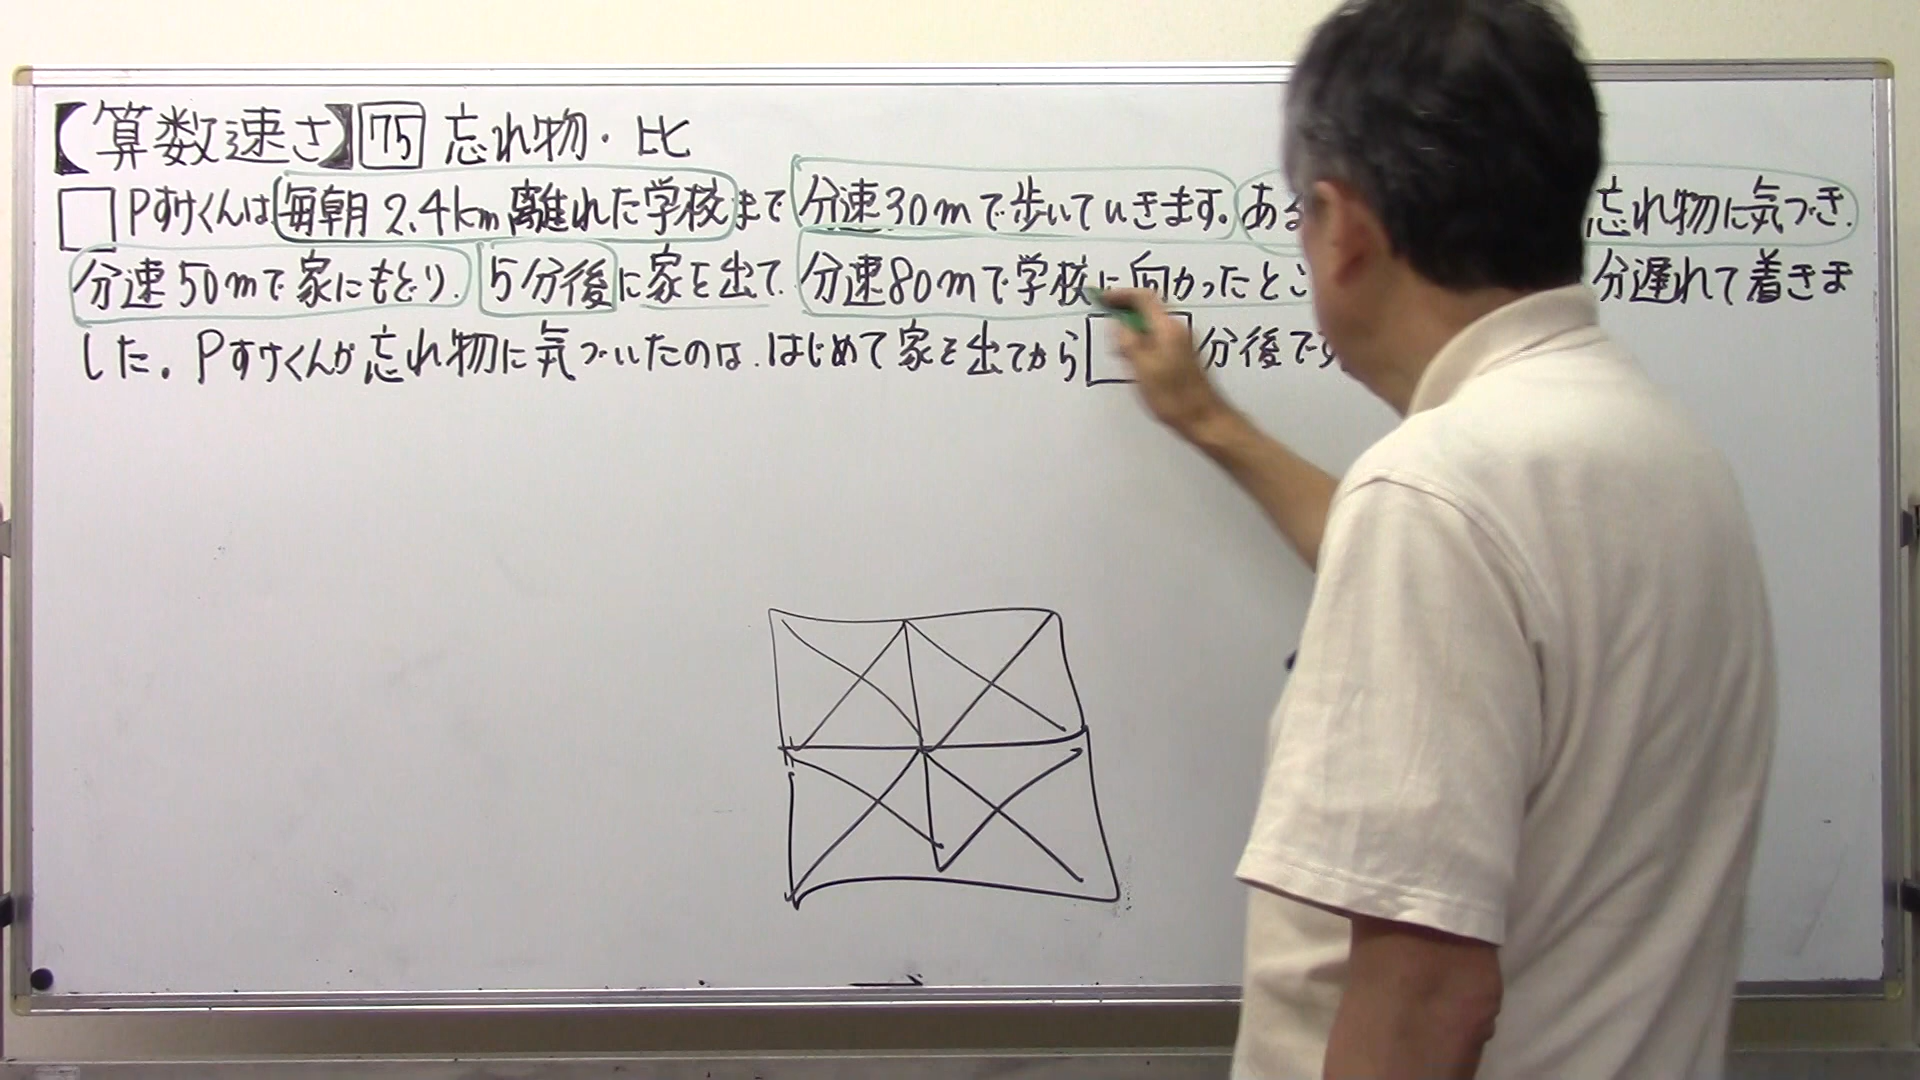 【算数速さ】75 忘れ物・比
Pすけくんは毎朝2.4km離れた学校まで分速30mで歩いていきます。ある 忘れ物に気づき.
分速50mで家にもどり.5分後に家を出て.分速80mで学校に向かったところ 分遅れて着きま
した。Pすけくんが忘れ物に気づいたのは.はじめて家を出てから 分後です